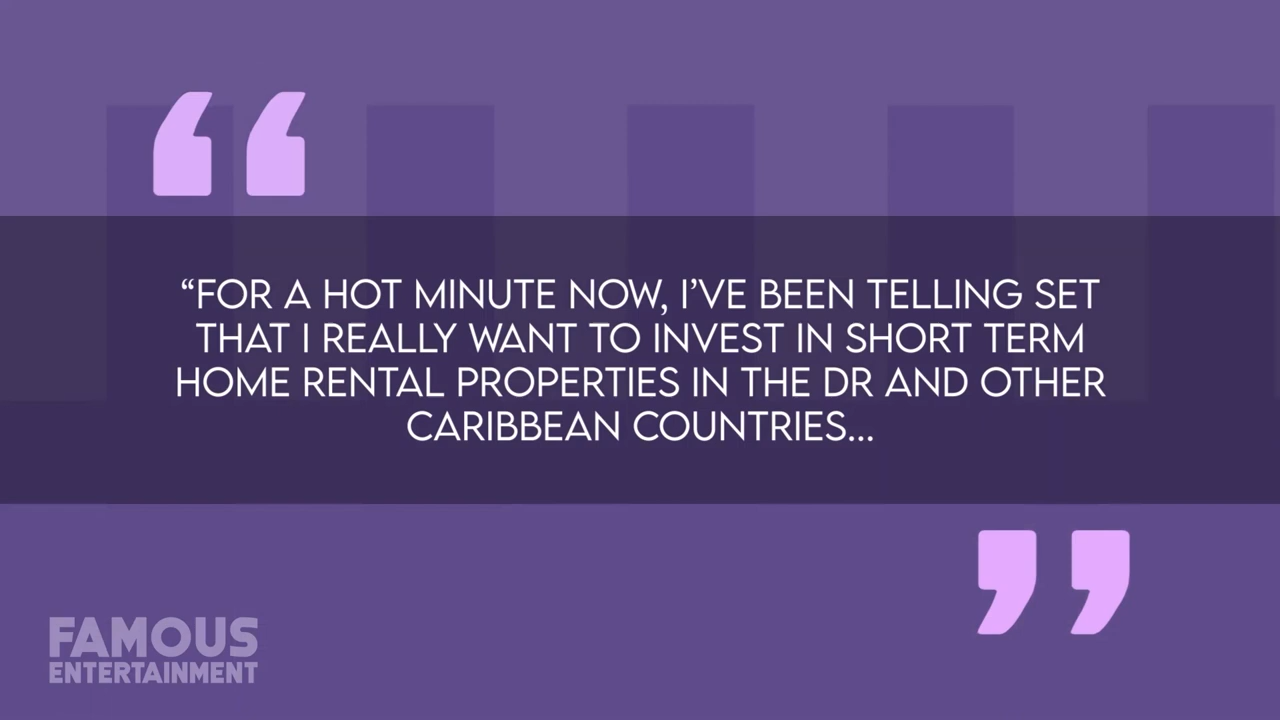 “FOR A HOT MINUTE NOW, I’VE BEEN TELLING SET
THAT I REALLY WANT TO INVEST IN SHORT TERM
HOME RENTAL PROPERTIES IN THE DR AND OTHER
CARIBBEAN COUNTRIES...
FAMOUS
ENTERTAINMENT